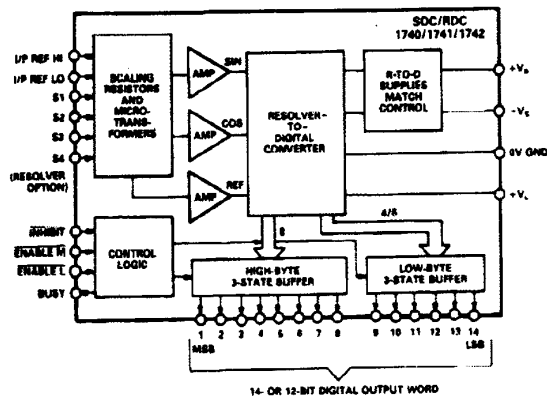 SDC/RDC
1740/1741/1742
I/P REF HI
I/P REF LO
S1
S2
S3
S4
(RESOLVER
OPTION)
SCALING
RESISTORS
AND
MICRO-
TRANS-
FORMERS
AMP
SIN
AMP
COS
AMP
REF
RESOLVER-
TO-
DIGITAL
CONVERTER
R-TO-D
SUPPLIES
MATCH
CONTROL
+VS
-VS
0V GND
+VL
INHIBIT
ENABLE M
ENABLE L
BUSY
CONTROL
LOGIC
8
4/6
HIGH-BYTE
3-STATE BUFFER
LOW-BYTE
3-STATE BUFFER
1 2 3 4 5 6 7 8 9 10 11 12 13 14
MSB LSB
14- OR 12-BIT DIGITAL OUTPUT WORD